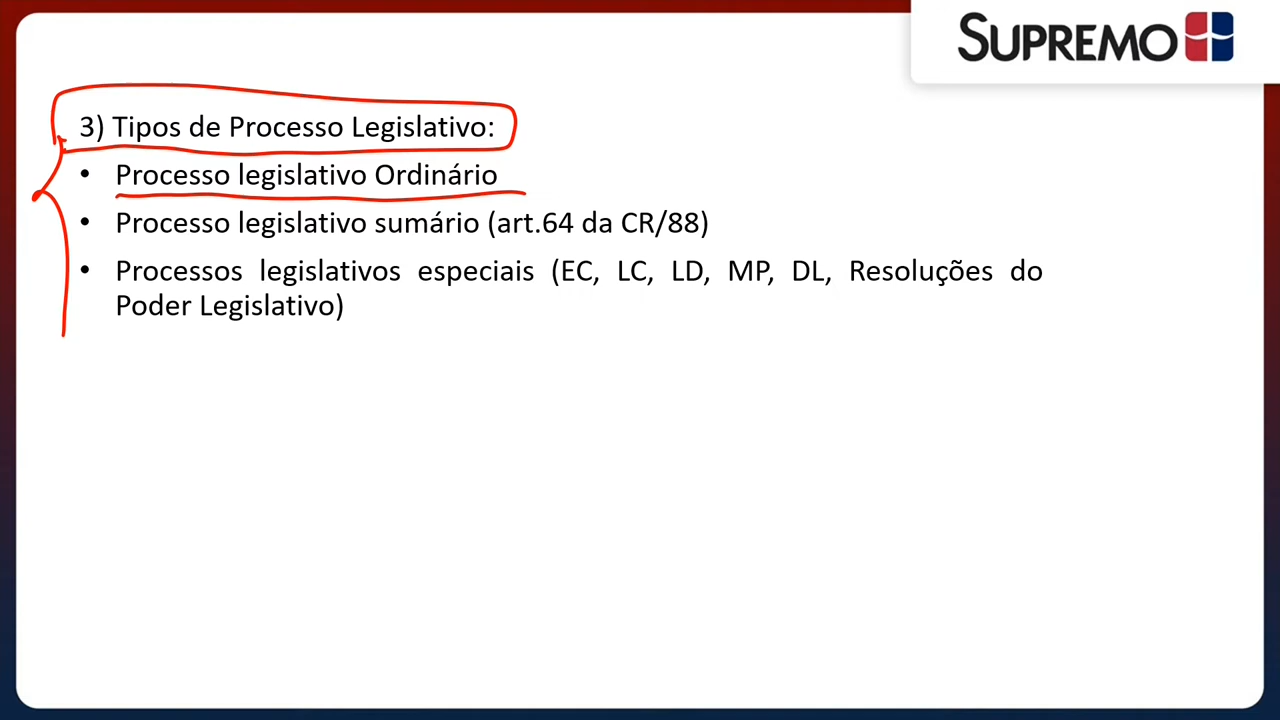 SUPREMO
3) Tipos de Processo Legislativo:
• Processo legislativo Ordinário
• Processo legislativo sumário (art.64 da CR/88)
• Processos legislativos especiais (EC, LC, LD, MP, DL, Resoluções do
Poder Legislativo)